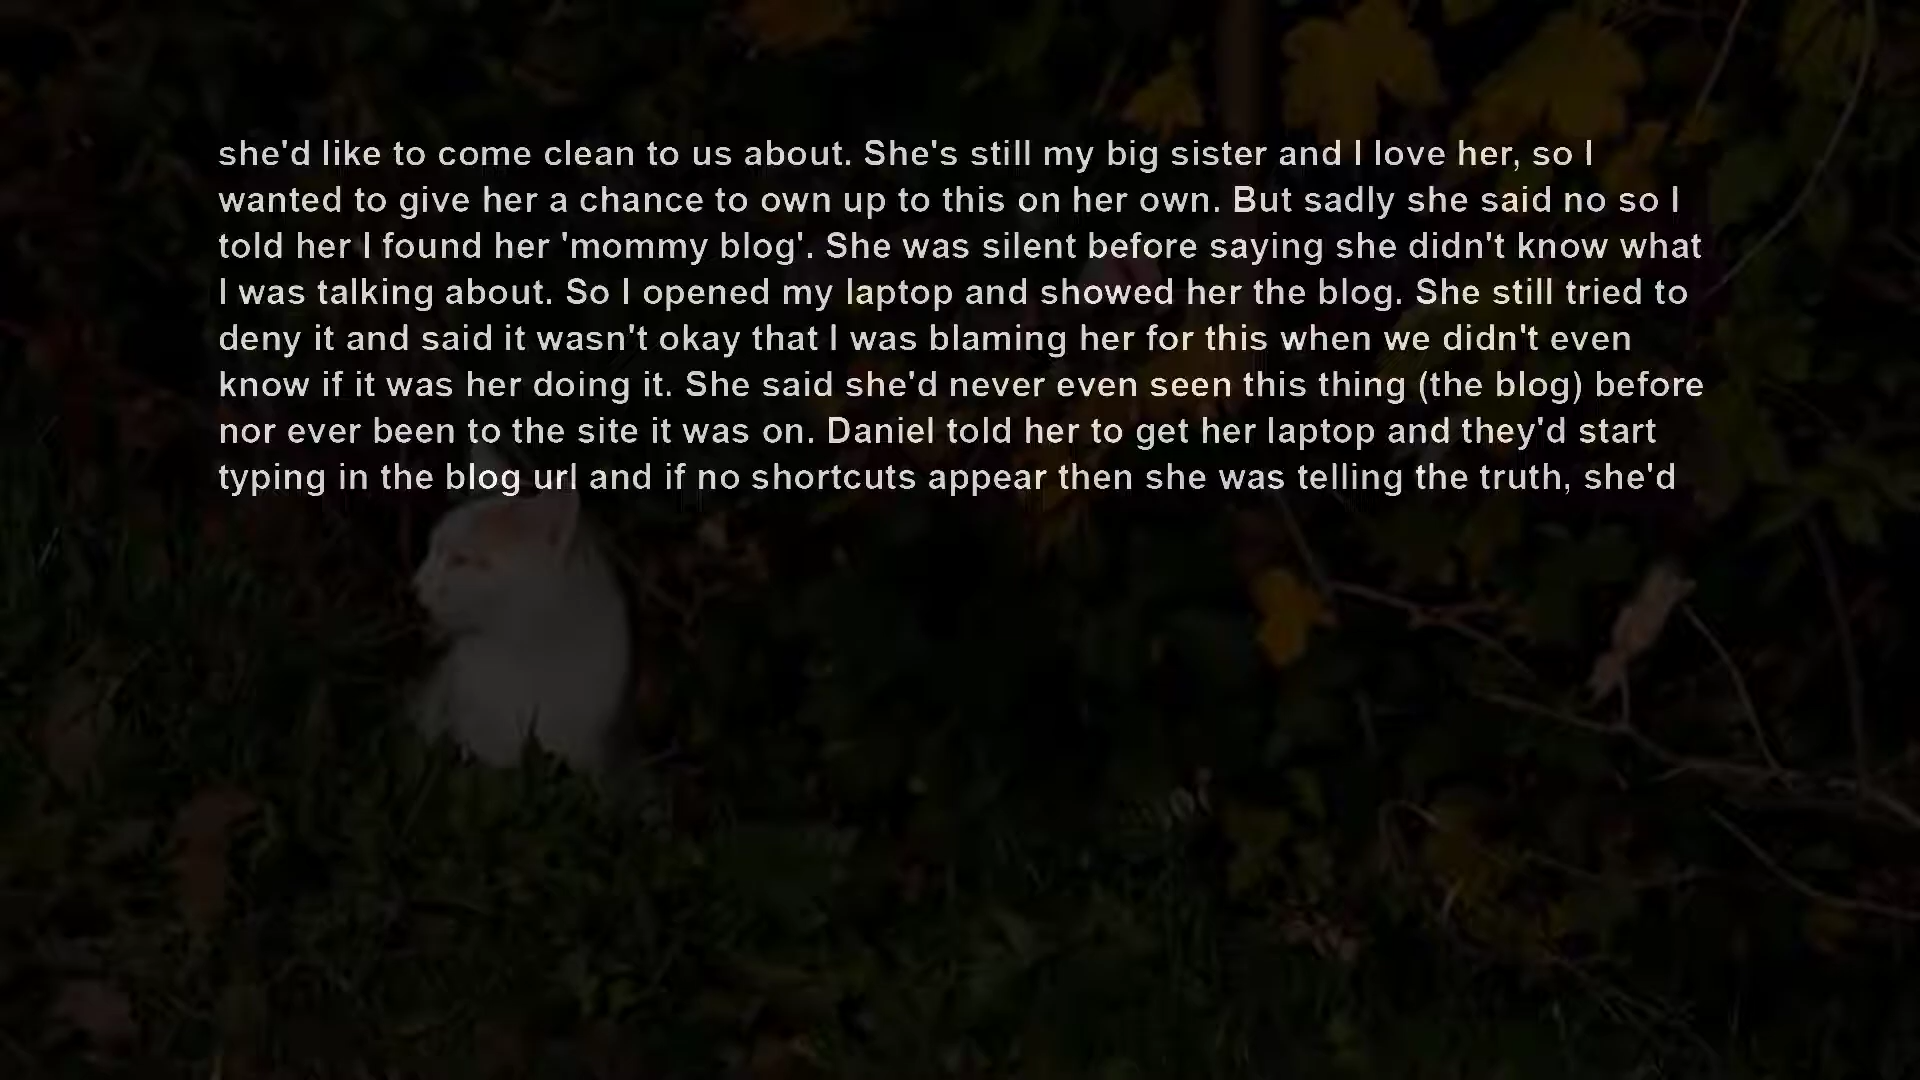 she'd like to come clean to us about. She's still my big sister and I love her, so I
wanted to give her a chance to own up to this on her own. But sadly she said no so I
told her I found her 'mommy blog'. She was silent before saying she didn't know what
I was talking about. So I opened my laptop and showed her the blog. She still tried to
deny it and said it wasn't okay that I was blaming her for this when we didn't even
know if it was her doing it. She said she'd never even seen this thing (the blog) before
nor ever been to the site it was on. Daniel told her to get her laptop and they'd start
typing in the blog url and if no shortcuts appear then she was telling the truth, she'd